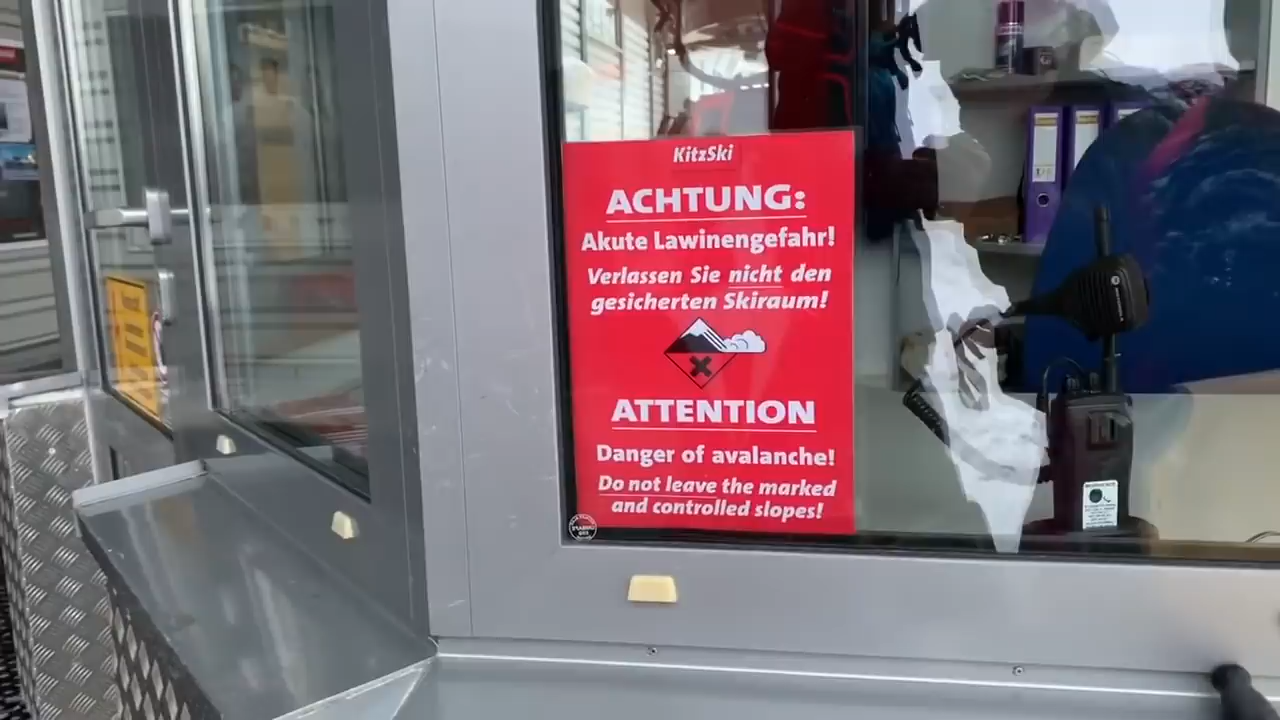 KitzSki
ACHTUNG:
Akute Lawinengefahr!
Verlassen Sie nicht den
gesicherten Skiraum!
ATTENTION
Danger of avalanche!
Do not leave the marked
and controlled slopes!